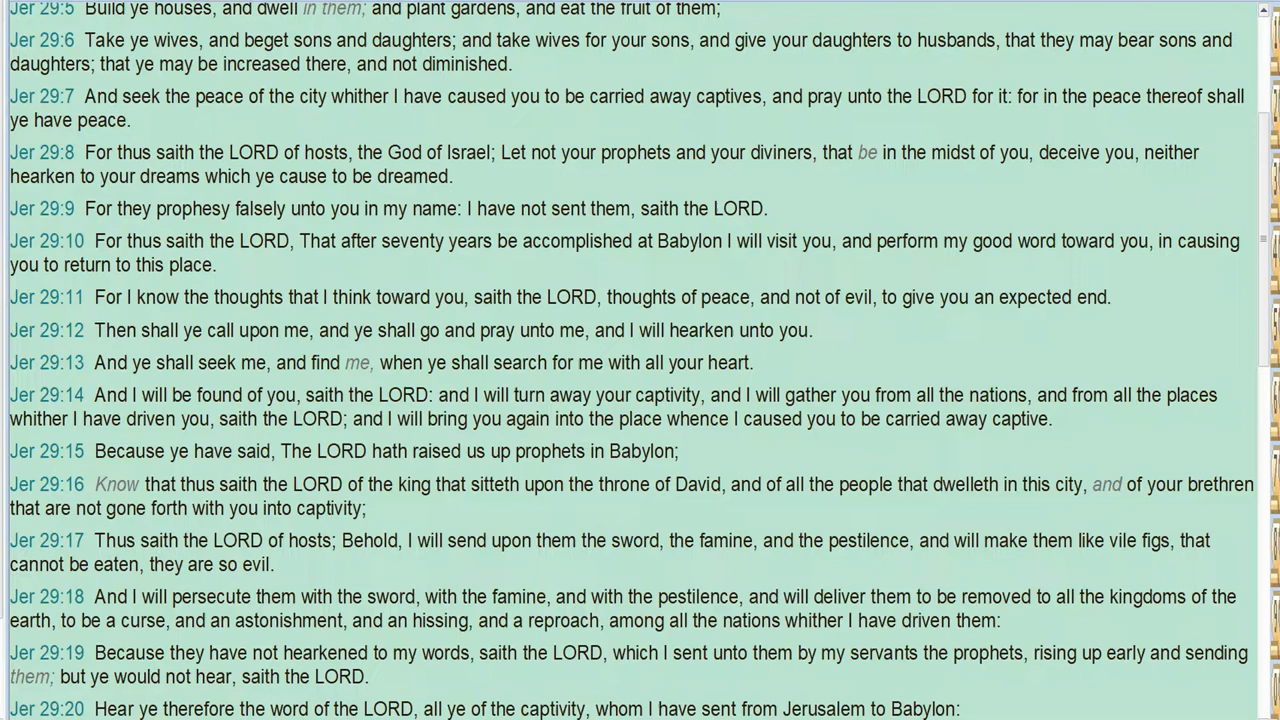 Jer 29:5 Build ye houses, and dwell in them; and plant gardens, and eat the fruit of them;
Jer 29:6 Take ye wives, and beget sons and daughters; and take wives for your sons, and give your daughters to husbands, that they may bear sons and
daughters; that ye may be increased there, and not diminished.
Jer 29:7 And seek the peace of the city whither I have caused you to be carried away captives, and pray unto the LORD for it: for in the peace thereof shall
ye have peace.
Jer 29:8 For thus saith the LORD of hosts, the God of Israel; Let not your prophets and your diviners, that be in the midst of you, deceive you, neither
hearken to your dreams which ye cause to be dreamed.
Jer 29:9 For they prophesy falsely unto you in my name: I have not sent them, saith the LORD.
Jer 29:10 For thus saith the LORD, That after seventy years be accomplished at Babylon I will visit you, and perform my good word toward you, in causing
you to return to this place.
Jer 29:11 For I know the thoughts that I think toward you, saith the LORD, thoughts of peace, and not of evil, to give you an expected end.
Jer 29:12 Then shall ye call upon me, and ye shall go and pray unto me, and I will hearken unto you.
Jer 29:13 And ye shall seek me, and find me, when ye shall search for me with all your heart.
Jer 29:14 And I will be found of you, saith the LORD: and I will turn away your captivity, and I will gather you from all the nations, and from all the places
whither I have driven you, saith the LORD; and I will bring you again into the place whence I caused you to be carried away captive.
Jer 29:15 Because ye have said, The LORD hath raised us up prophets in Babylon;
Jer 29:16 Know that thus saith the LORD of the king that sitteth upon the throne of David, and of all the people that dwelleth in this city, and of your brethren
that are not gone forth with you into captivity;
Jer 29:17 Thus saith the LORD of hosts; Behold, I will send upon them the sword, the famine, and the pestilence, and will make them like vile figs, that
cannot be eaten, they are so evil.
Jer 29:18 And I will persecute them with the sword, with the famine, and with the pestilence, and will deliver them to be removed to all the kingdoms of the
earth, to be a curse, and an astonishment, and an hissing, and a reproach, among all the nations whither I have driven them:
Jer 29:19 Because they have not hearkened to my words, saith the LORD, which I sent unto them by my servants the prophets, rising up early and sending
them; but ye would not hear, saith the LORD.
Jer 29:20 Hear ye therefore the word of the LORD, all ye of the captivity, whom I have sent from Jerusalem to Babylon: